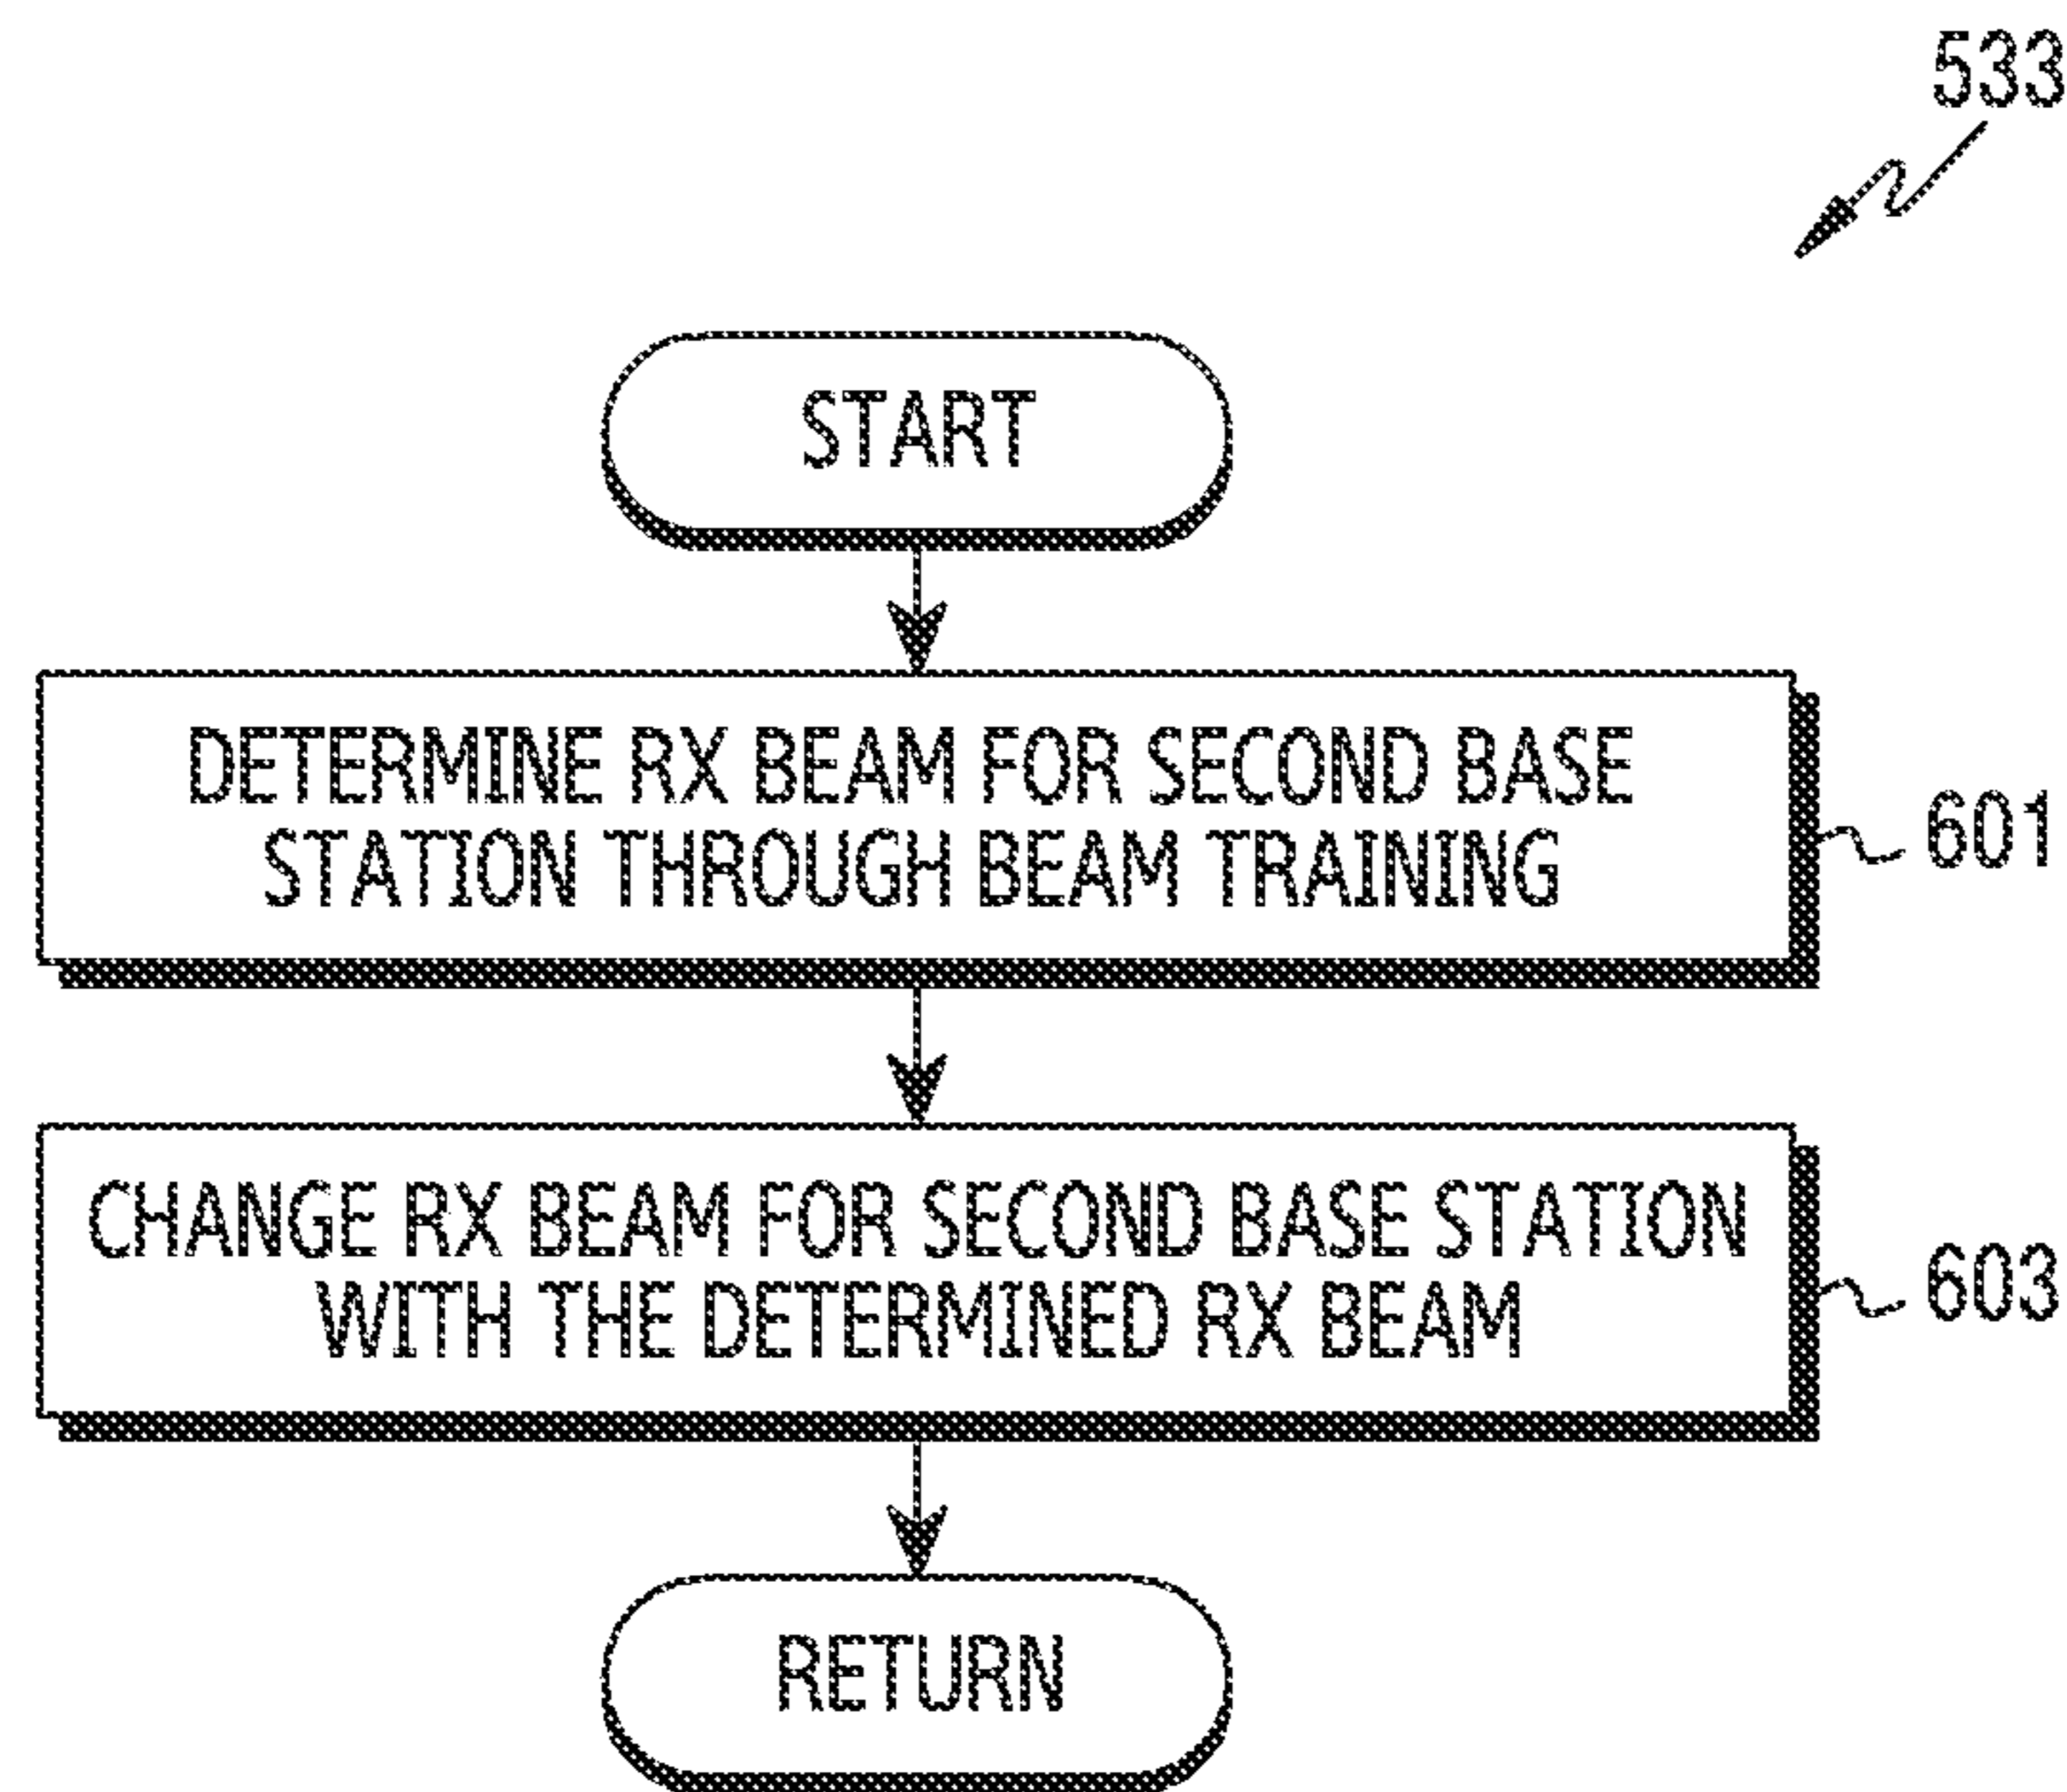 533
START
DETERMINE RX BEAM FOR SECOND BASE
STATION THROUGH BEAM TRAINING
601
CHANGE RX BEAM FOR SECOND BASE STATION
WITH THE DETERMINED RX BEAM
603
RETURN